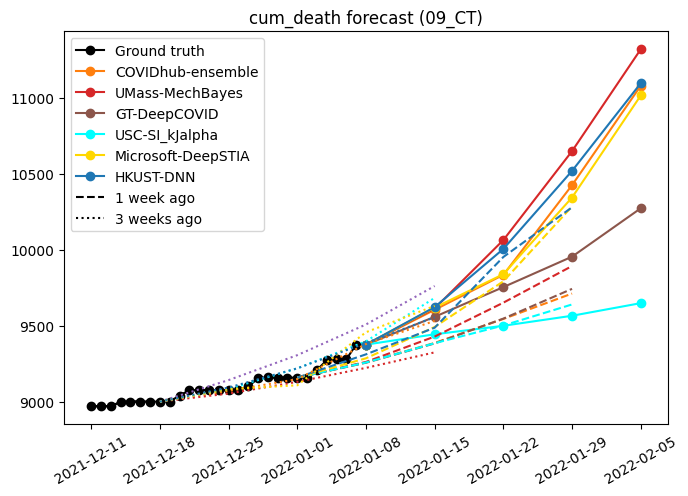 cum_death forecast (09_CT)
Ground truth
COVIDhub-ensemble
UMass-MechBayes
GT-DeepCOVID
USC-SI_kJalpha
Microsoft-DeepSTIA
HKUST-DNN
1 week ago
3 weeks ago
11000
10500
10000
9500
9000
2021-12-11
2021-12-18
2021-12-25
2022-01-01
2022-01-08
2022-01-15
2022-01-22
2022-01-29
2022-02-05